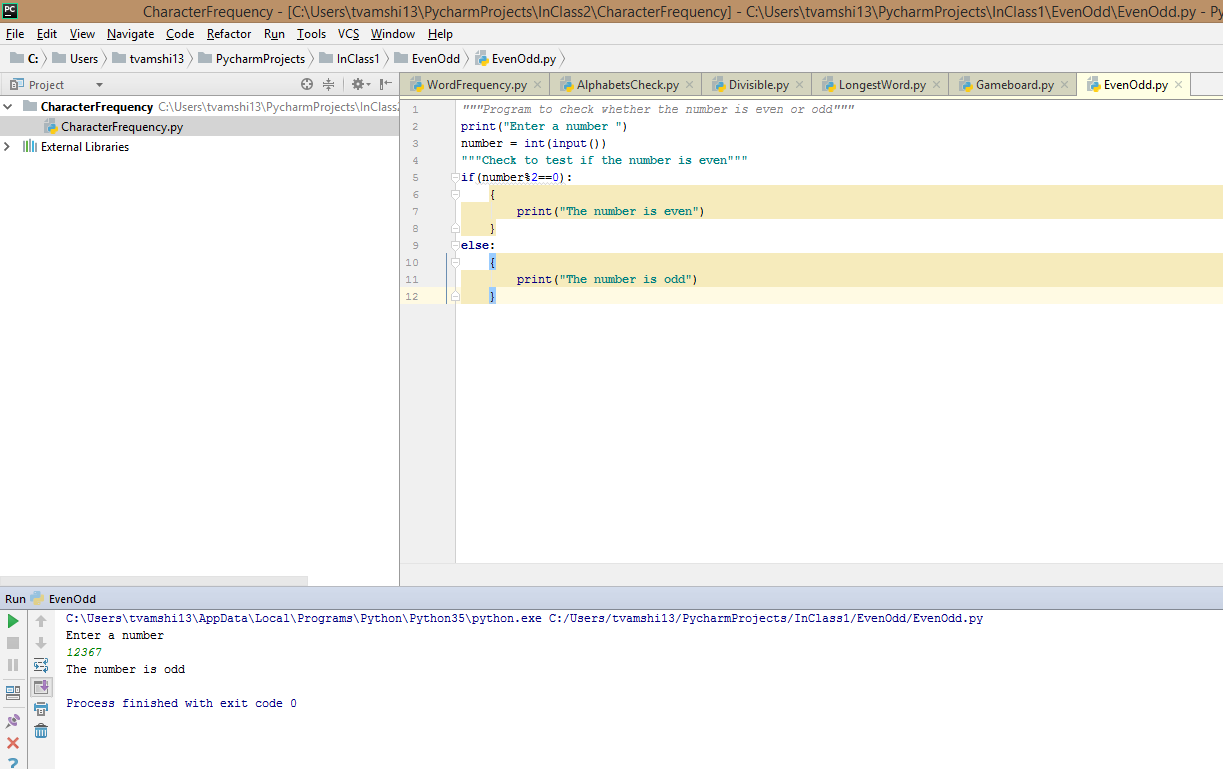 PC CharacterFrequency - [C:\Users\tvamshi13\PycharmProjects\InClass2\CharacterFrequency] - C:\Users\tvamshi13\PycharmProjects\InClass1\EvenOdd\EvenOdd.py - Py
File Edit View Navigate Code Refactor Run Tools VCS Window Help
C: Users tvamshi13 PycharmProjects InClass1 EvenOdd EvenOdd.py
Project WordFrequency.py AlphabetsCheck.py Divisible.py LongestWord.py Gameboard.py EvenOdd.py
CharacterFrequency C:\Users\tvamshi13\PycharmProjects\InClass2
CharacterFrequency.py
External Libraries
1 """Program to check whether the number is even or odd"""
2 print("Enter a number ")
3 number = int(input())
4 """Check to test if the number is even"""
5 if(number%2==0):
6 {
7 print("The number is even")
8 }
9 else:
10 {
11 print("The number is odd")
12 }
Run EvenOdd
C:\Users\tvamshi13\AppData\Local\Programs\Python\Python35\python.exe C:/Users/tvamshi13/PycharmProjects/InClass1/EvenOdd/EvenOdd.py
Enter a number
12367
The number is odd
Process finished with exit code 0
?